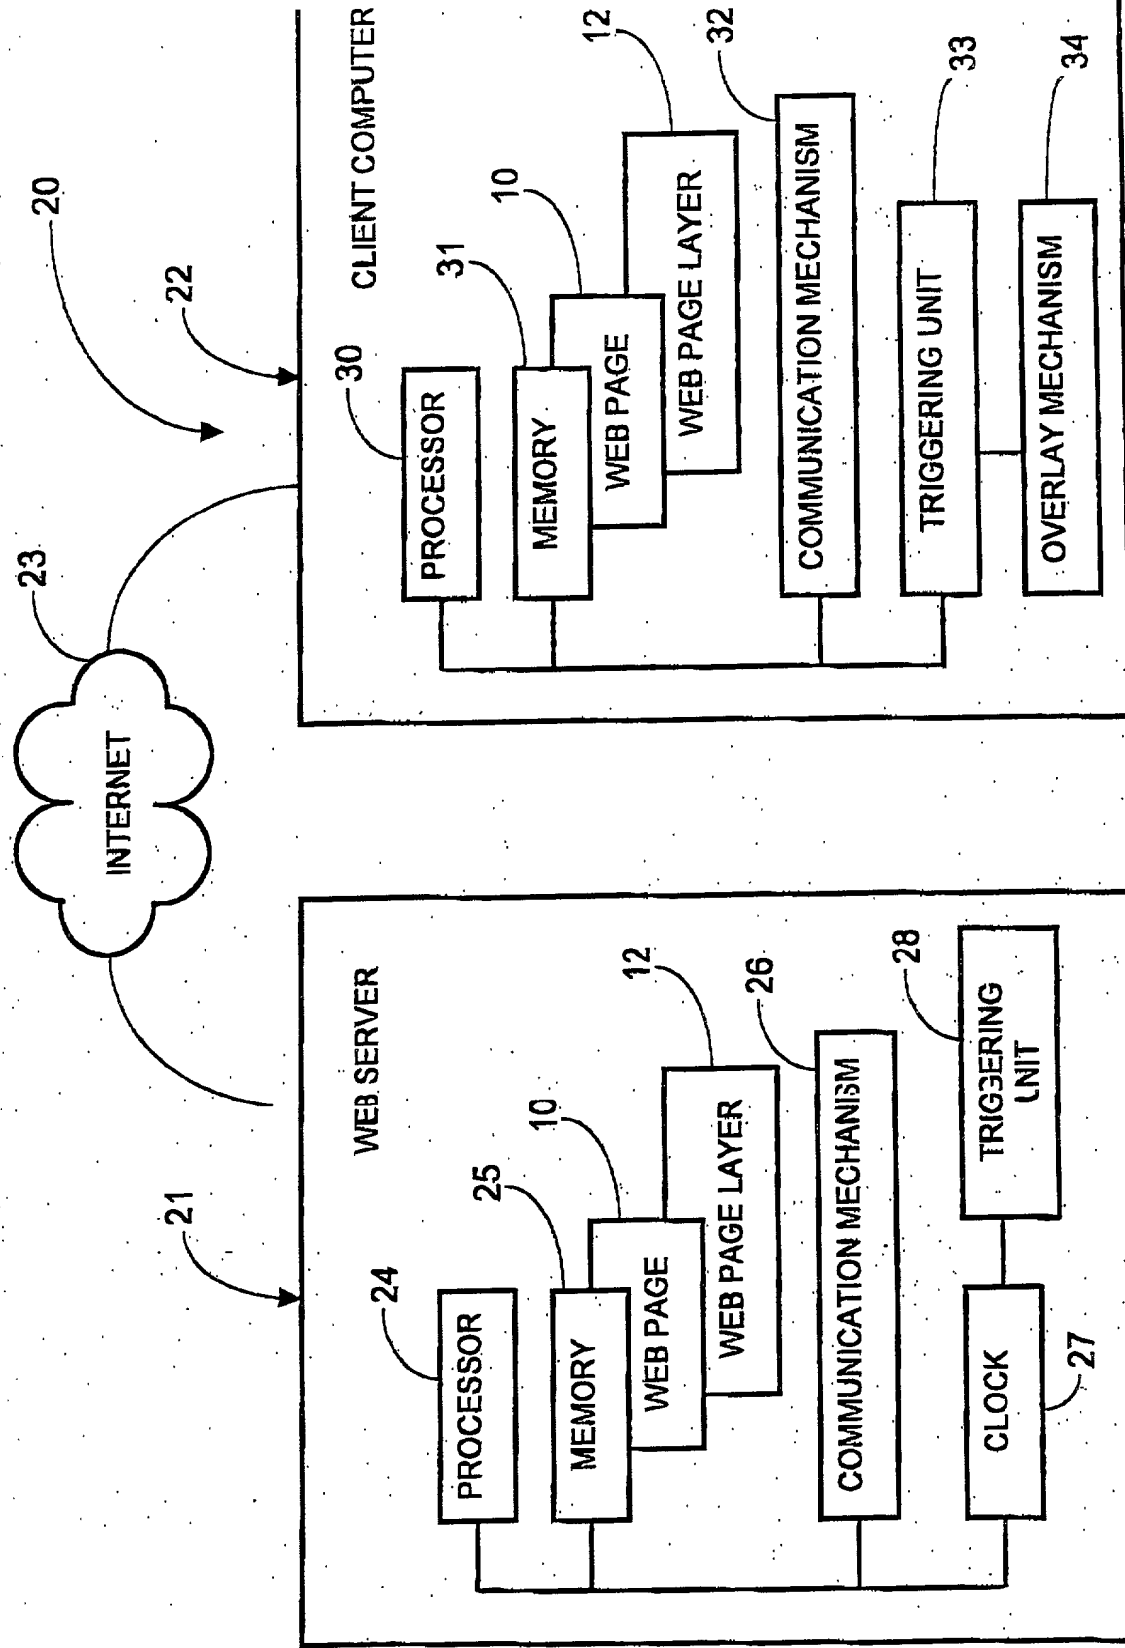 20
23
INTERNET
21
WEB SERVER
24
PROCESSOR
25
MEMORY
10
WEB PAGE
12
WEB PAGE LAYER
26
COMMUNICATION MECHANISM
28
CLOCK
27
TRIGGERING
UNIT
22
CLIENT COMPUTER
30
PROCESSOR
31
MEMORY
10
WEB PAGE
12
WEB PAGE LAYER
32
COMMUNICATION MECHANISM
33
TRIGGERING UNIT
34
OVERLAY MECHANISM